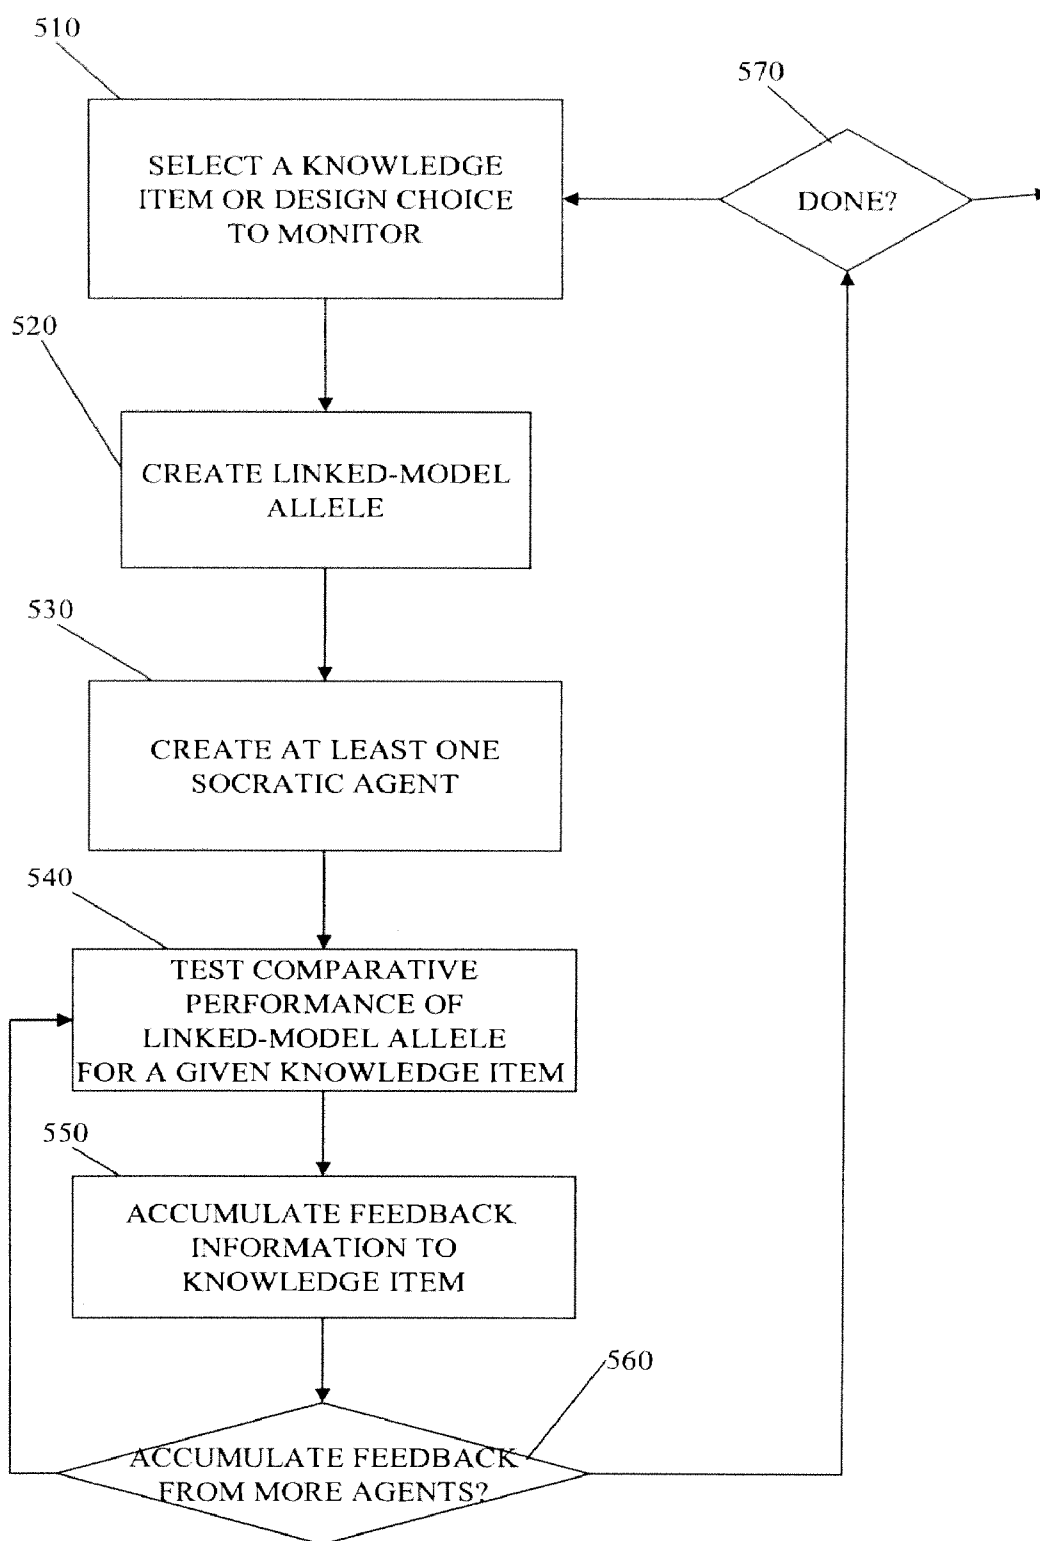 510
SELECT A KNOWLEDGE
ITEM OR DESIGN CHOICE
TO MONITOR
570
DONE?
520
CREATE LINKED-MODEL
ALLELE
530
CREATE AT LEAST ONE
SOCRATIC AGENT
540
TEST COMPARATIVE
PERFORMANCE OF
LINKED-MODEL ALLELE
FOR A GIVEN KNOWLEDGE ITEM
550
ACCUMULATE FEEDBACK
INFORMATION TO
KNOWLEDGE ITEM
560
ACCUMULATE FEEDBACK
FROM MORE AGENTS?